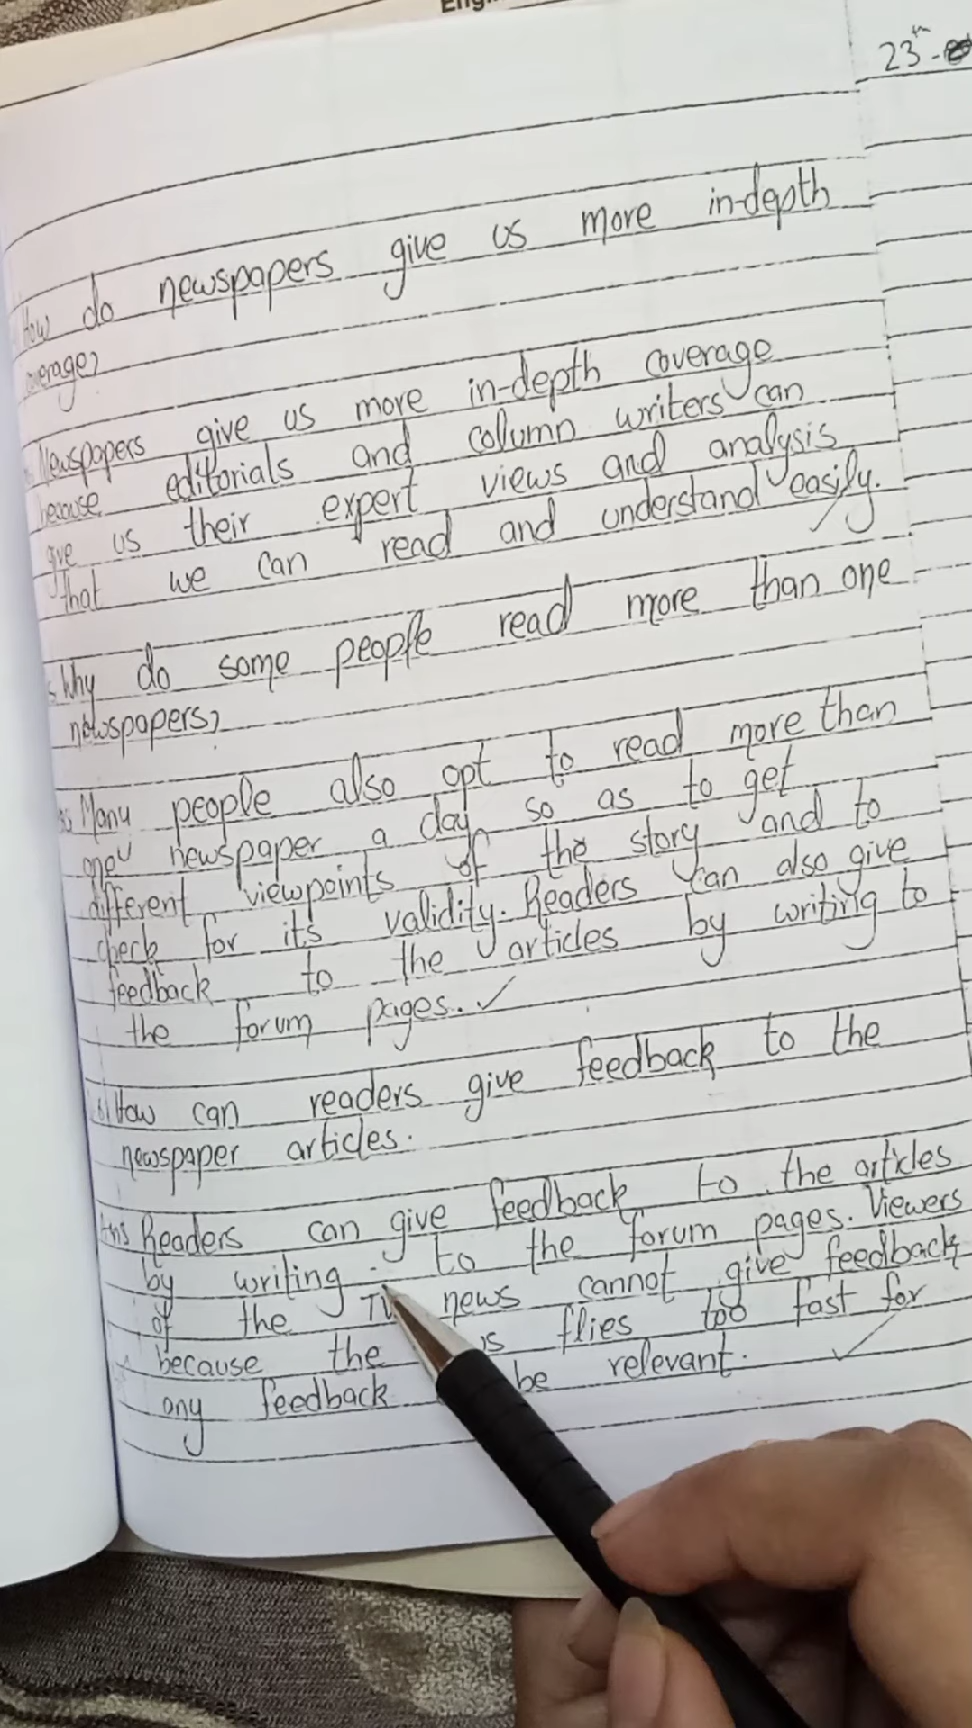 23th
How do newspapers give us more in-depth
coverage?
Newspapers give us more in-depth coverage
because editorials and column writers can
give us their expert views and analysis
that we can read and understand easily.
Why do some people read more than one
newspapers?
Many people also opt to read more than
one newspaper a day so as to get
different viewpoints of the story and to
check for its validity. Readers can also give
feedback to the articles by writing to
the forum pages.
How can readers give feedback to the
newspaper articles.
Ans Readers can give feedback to the articles
by writing to the forum pages. Viewers
of the TV news cannot give feedback
because the flies too fast for
any feedback be relevant.